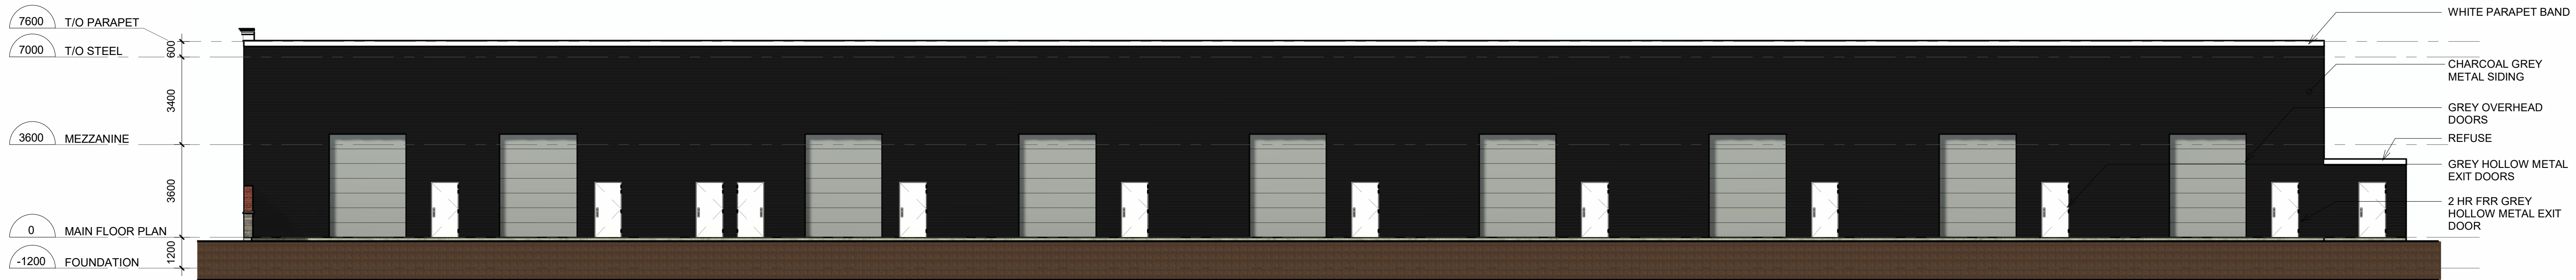 7600 T/O PARAPET
7000 T/O STEEL
600
3400
3600 MEZZANINE
3600
0 MAIN FLOOR PLAN
1200
-1200 FOUNDATION
WHITE PARAPET BAND
CHARCOAL GREY
METAL SIDING
GREY OVERHEAD
DOORS
REFUSE
GREY HOLLOW METAL
EXIT DOORS
2 HR FRR GREY
HOLLOW METAL EXIT
DOOR